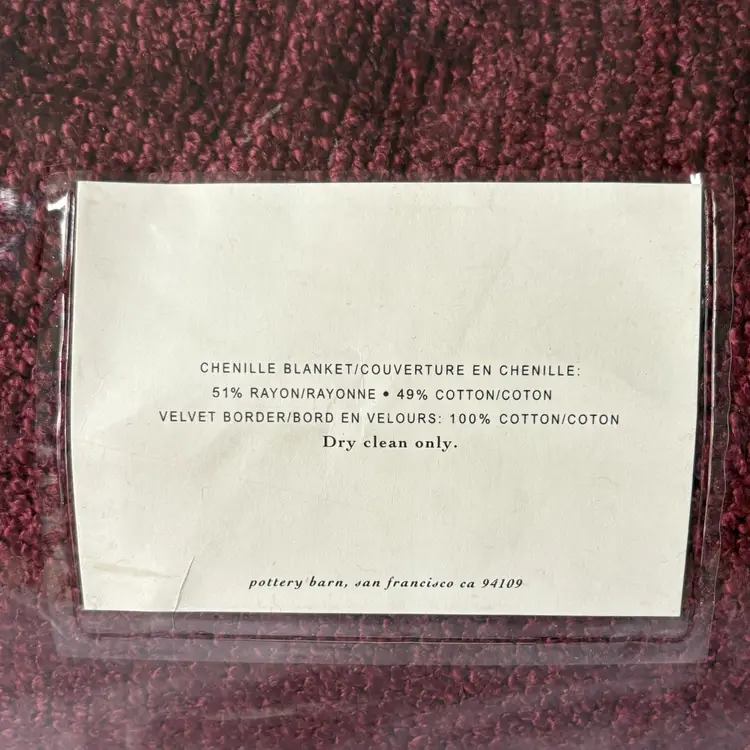 CHENILLE BLANKET/COUVERTURE EN CHENILLE:
51% RAYON/RAYONNE • 49% COTTON/COTON
VELVET BORDER/BORD EN VELOURS: 100% COTTON/COTON
Dry clean only.
pottery barn, san francisco ca 94109